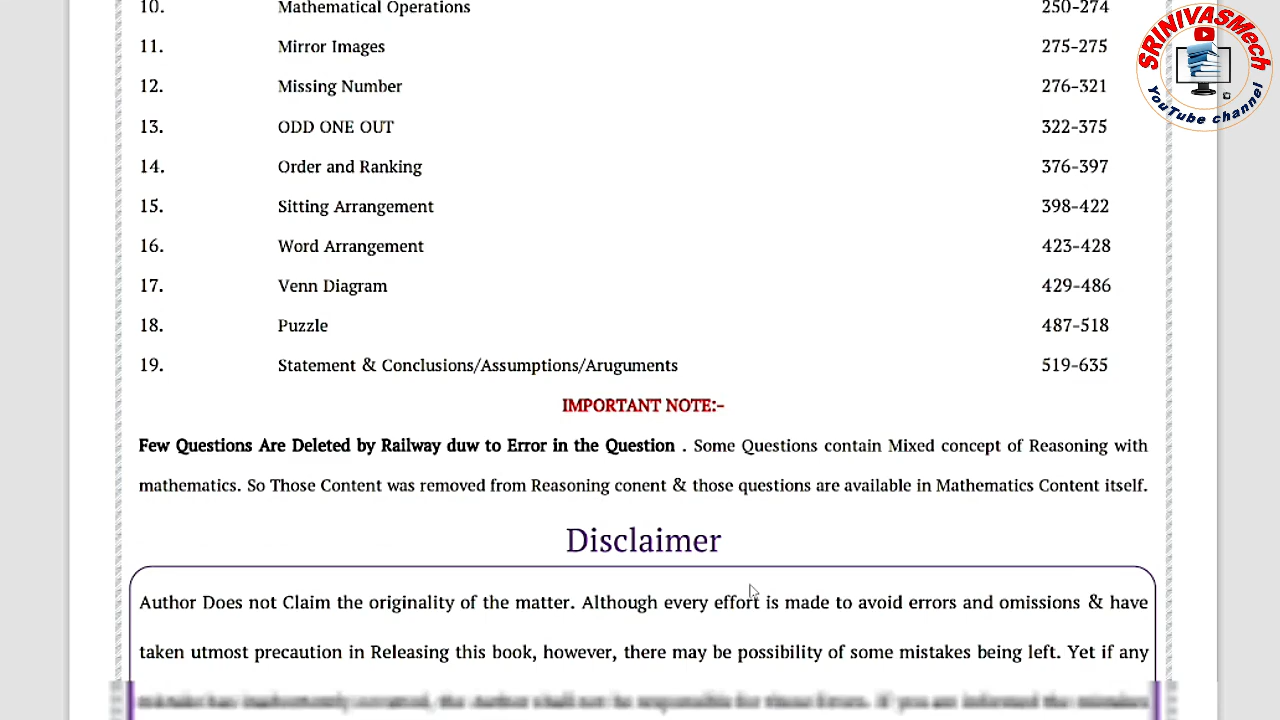 10. Mathematical Operations 250-274
11. Mirror Images 275-275
12. Missing Number 276-321
13. ODD ONE OUT 322-375
14. Order and Ranking 376-397
15. Sitting Arrangement 398-422
16. Word Arrangement 423-428
17. Venn Diagram 429-486
18. Puzzle 487-518
19. Statement & Conclusions/Assumptions/Aruguments 519-635
IMPORTANT NOTE:-
Few Questions Are Deleted by Railway duw to Error in the Question . Some Questions contain Mixed concept of Reasoning with
mathematics. So Those Content was removed from Reasoning conent & those questions are available in Mathematics Content itself.
Disclaimer
Author Does not Claim the originality of the matter. Although every effort is made to avoid errors and omissions & have
taken utmost precaution in Releasing this book, however, there may be possibility of some mistakes being left. Yet if any
SRINIVASMech
YouTube channel